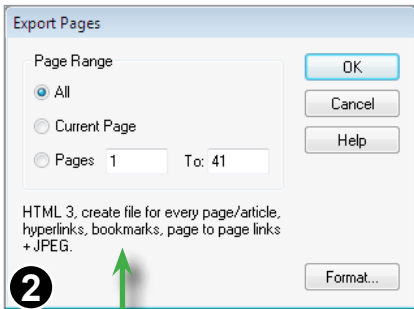 Export Pages
Page Range
All
Current Page
Pages 1 To: 41
OK
Cancel
Help
HTML 3, create file for every page/article,
hyperlinks, bookmarks, page to page links
+JPEG.
Format...
2